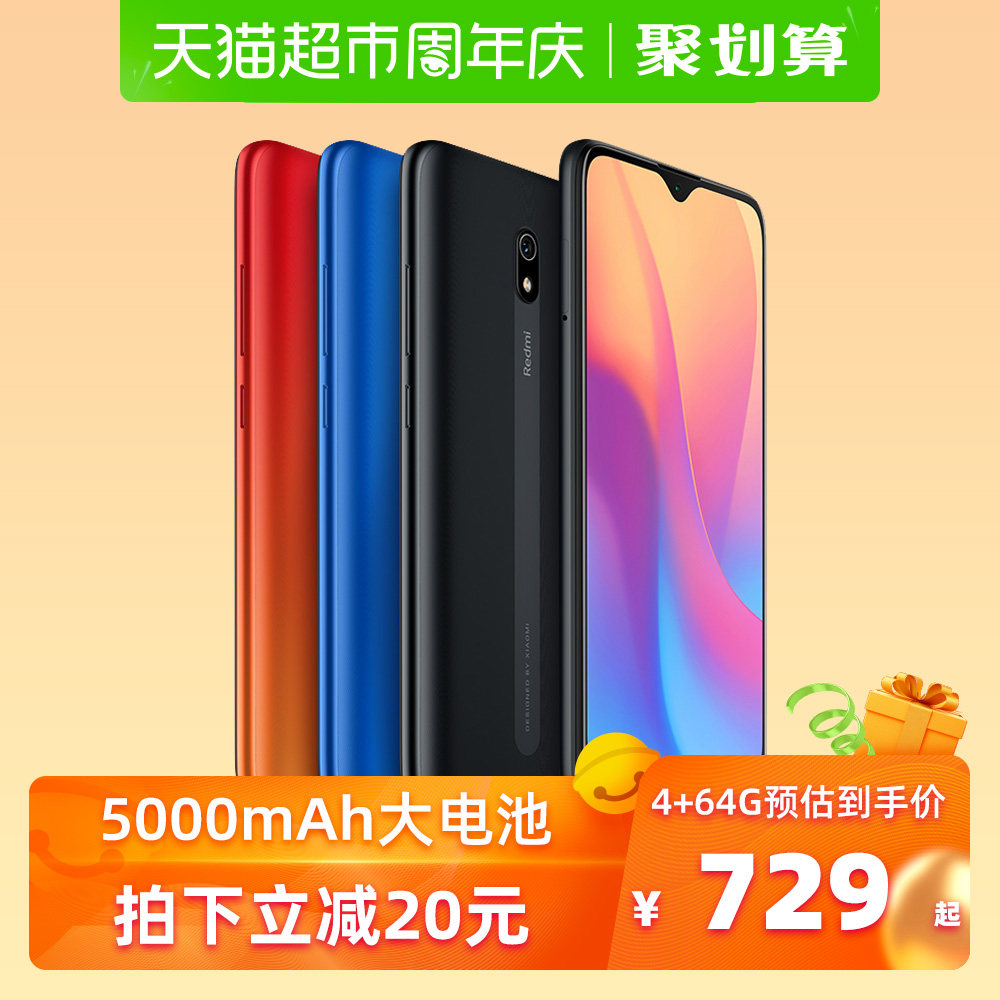 天猫超市周年庆 | 聚划算
Redmi
DESIGNED BY XIAOMI
5000mAh大电池
拍下立减20元
4+64G预估到手价
¥ 729 起